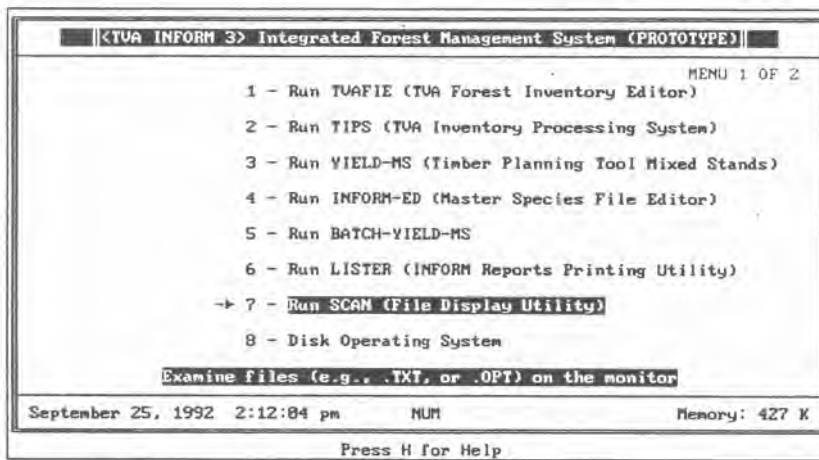 <TVA INFORM 3> Integrated Forest Management System (PROTOTYPE)
MENU 1 OF 2
1 - Run TVAFIE (TVA Forest Inventory Editor)
2 - Run TIPS (TVA Inventory Processing System)
3 - Run YIELD-MS (Timber Planning Tool Mixed Stands)
4 - Run INFORM-ED (Master Species File Editor)
5 - Run BATCH-YIELD-MS
6 - Run LISTER (INFORM Reports Printing Utility)
→ 7 - Run SCAN (File Display Utility)
8 - Disk Operating System
Examine files (e.g., .TXT, or .OPT) on the monitor
September 25, 1992 2:12:04 pm NUM Memory: 427 K
Press H for Help